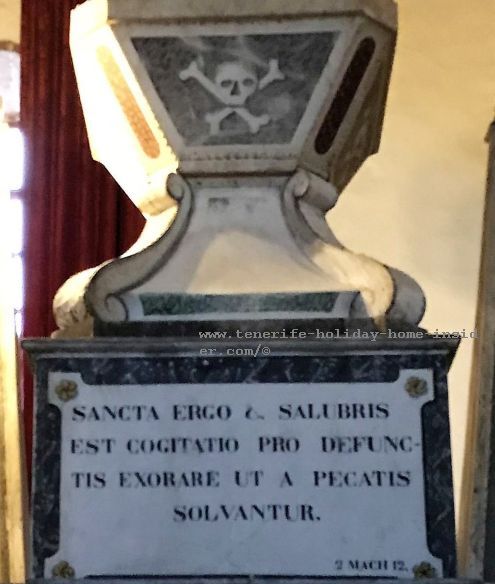 www.tenerife-holiday-home-insid
er.com/©
SANCTA ERGO &. SALUBRIS
EST COGITATIO PRO DEFUNC-
TIS EXORARE UT A PECATIS
SOLVANTUR.
2 MACH 12.